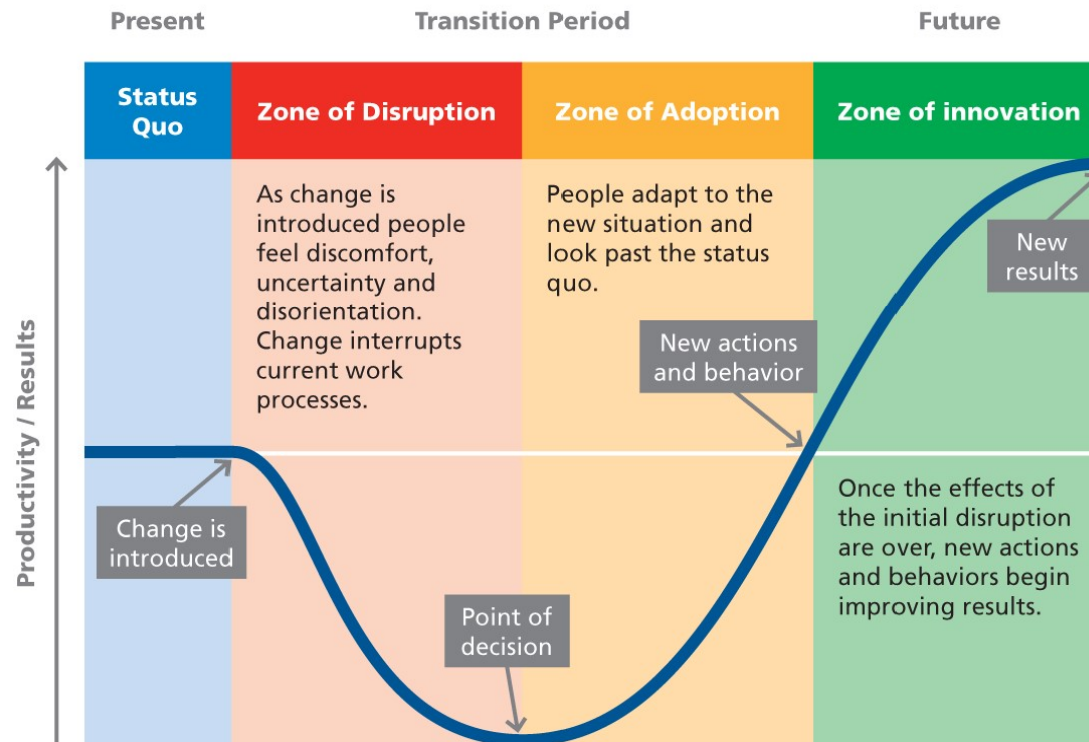 Present
Transition Period
Future
Status
Quo
Zone of Disruption
Zone of Adoption
Zone of innovation
Productivity / Results
As change is
introduced people
feel discomfort,
uncertainty and
disorientation.
Change interrupts
current work
processes.
People adapt to the
new situation and
look past the status
quo.
New
results
New actions
and behavior
Change is
introduced
Point of
decision
Once the effects of
the initial disruption
are over, new actions
and behaviors begin
improving results.